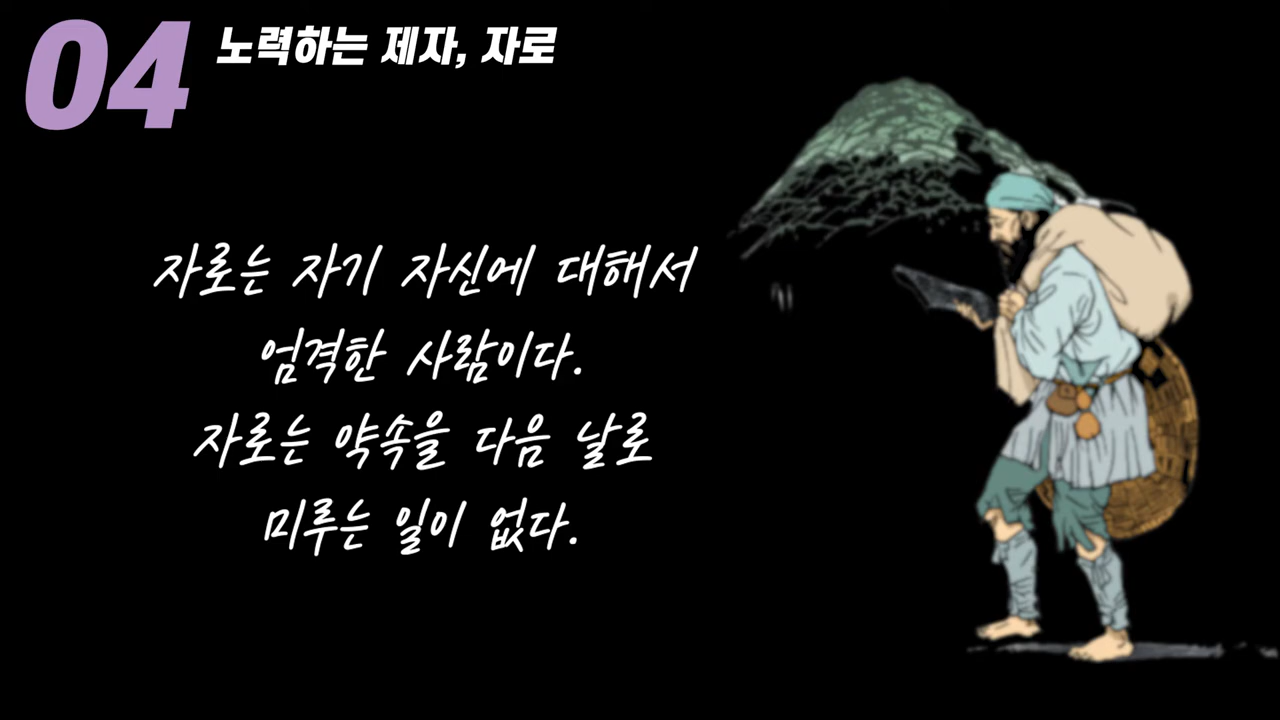 04
노력하는 제자, 자로
자로는 자기 자신에 대해서
엄격한 사람이다.
자로는 약속을 다음 날로
미루는 일이 없다.